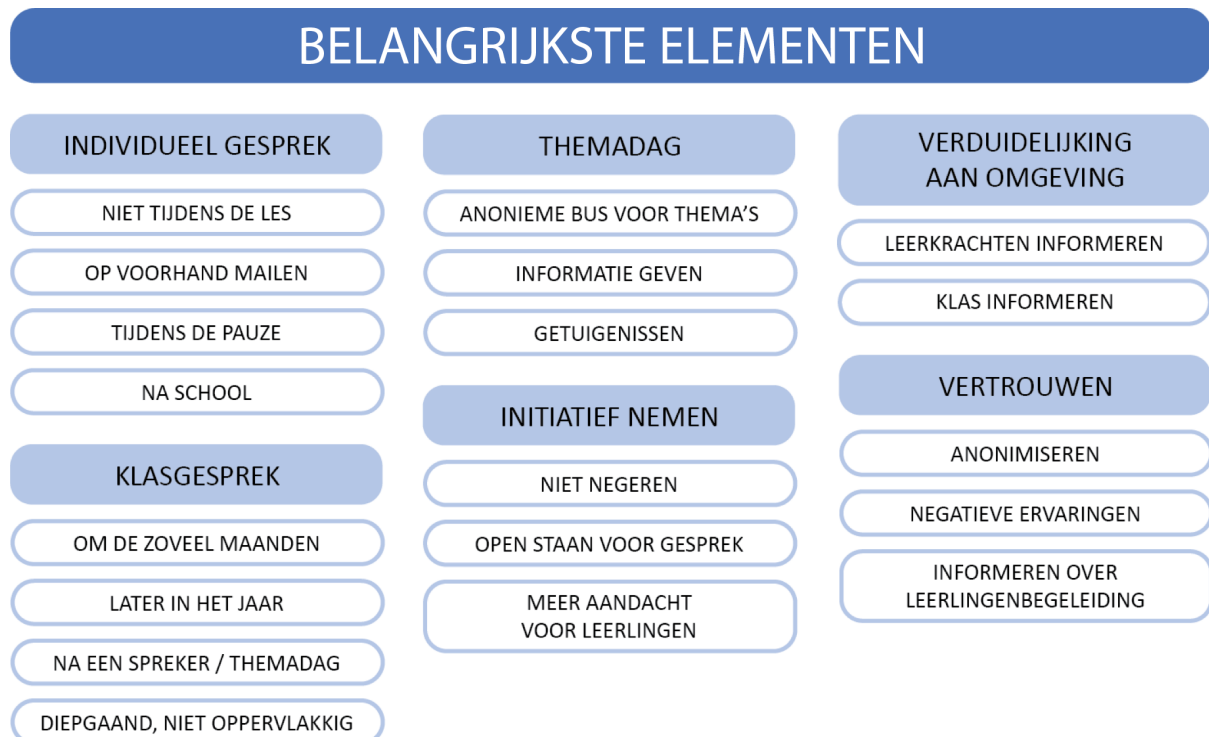 BELANGRIJKSTE ELEMENTEN
INDIVIDUEEL GESPREK
NIET TIJDENS DE LES
OP VOORHAND MAILEN
TIJDENS DE PAUZE
NA SCHOOL
KLASGESPREK
OM DE ZOVEEL MAANDEN
LATER IN HET JAAR
NA EEN SPREKER / THEMADAG
DIEPGAAND, NIET OPPERVLAKKIG
THEMADAG
ANONIEME BUS VOOR THEMA’S
INFORMATIE GEVEN
GETUIGENISSEN
INITIATIEF NEMEN
NIET NEGEREN
OPEN STAAN VOOR GESPREK
MEER AANDACHT
VOOR LEERLINGEN
VERDUIDELIJKING
AAN OMGEVING
LEERKRACHTEN INFORMEREN
KLAS INFORMEREN
VERTROUWEN
ANONIMISEREN
NEGATIEVE ERVARINGEN
INFORMEREN OVER
LEERLINGENBEGELEIDING